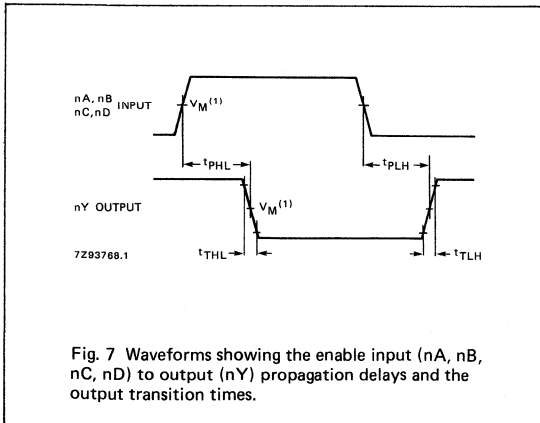 nA, nB INPUT
nC, nD
VM(1)
tPHL
tPLH
nY OUTPUT
VM(1)
7Z93768.1
tTHL
tTLH
Fig. 7 Waveforms showing the enable input (nA, nB,
nC, nD) to output (nY) propagation delays and the
output transition times.